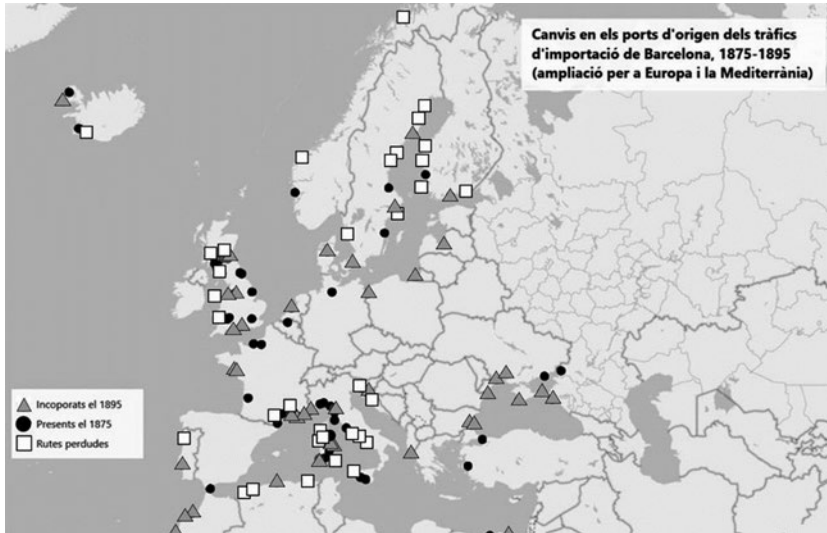 Canvis en els ports d'origen dels tràfics
d'importació de Barcelona, 1875-1895
(ampliació per a Europa i la Mediterrània)
Incoporats el 1895
Presents el 1875
Rutes perdudes